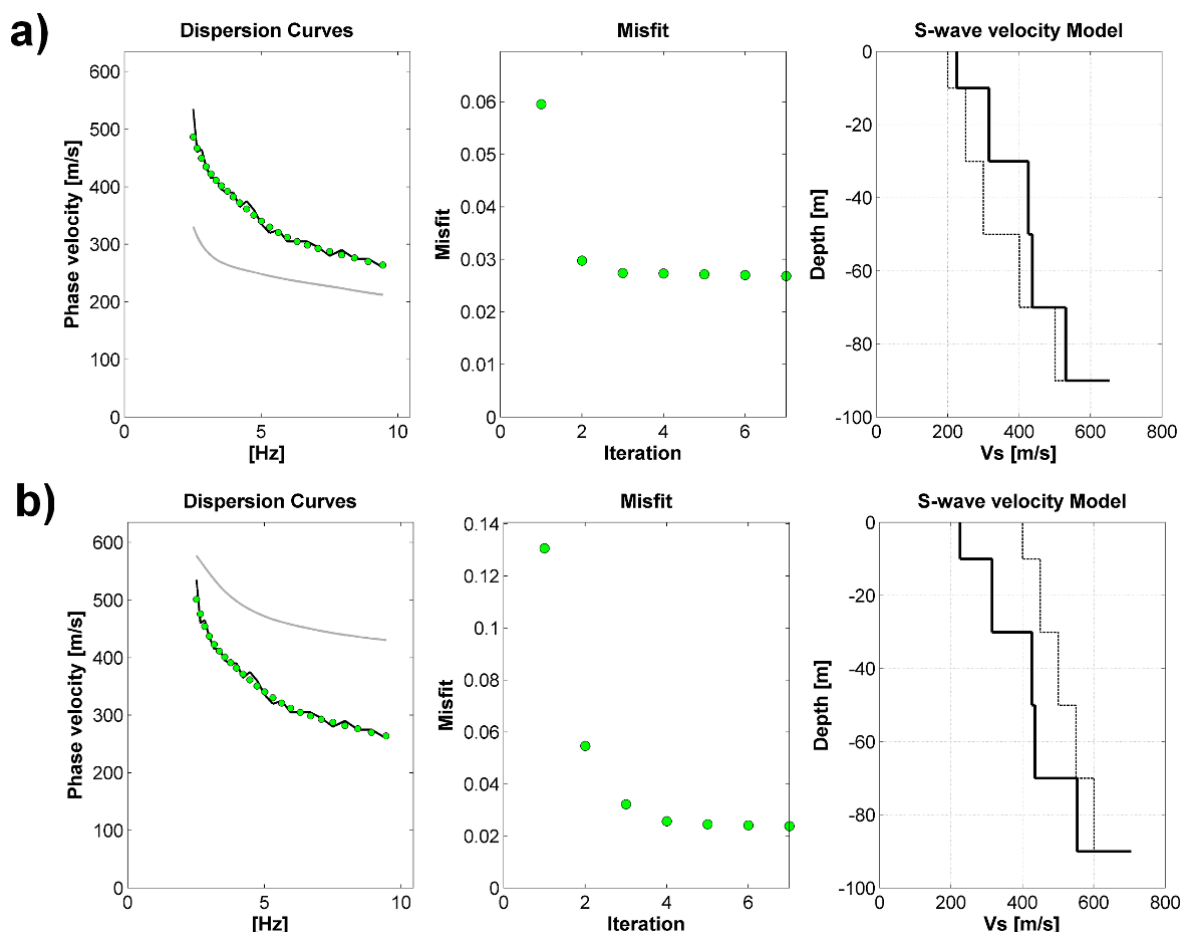 a)
Dispersion Curves
Misfit
S-wave velocity Model
Phase velocity [m/s]
600
500
400
300
200
100
0
0 5 10
[Hz]
Misfit
0.06
0.05
0.04
0.03
0.02
0.01
0
0 2 4 6
Iteration
Depth [m]
0
-20
-40
-60
-80
-100
0 200 400 600 800
Vs [m/s]
b)
Dispersion Curves
Misfit
S-wave velocity Model
Phase velocity [m/s]
600
500
400
300
200
100
0
0 5 10
[Hz]
Misfit
0.14
0.12
0.1
0.08
0.06
0.04
0.02
0
0 2 4 6
Iteration
Depth [m]
0
-20
-40
-60
-80
-100
0 200 400 600 800
Vs [m/s]